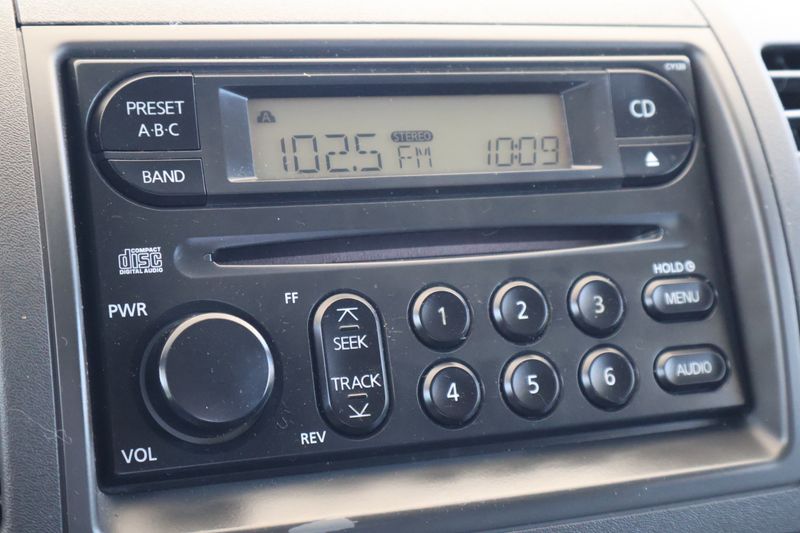 CY12B
PRESET
A·B·C
BAND
A
102.5
STEREO
FM
10:09
CD
COMPACT
disc
DIGITAL AUDIO
HOLD
MENU
PWR
VOL
FF
SEEK
TRACK
REV
1
2
3
4
5
6
AUDIO